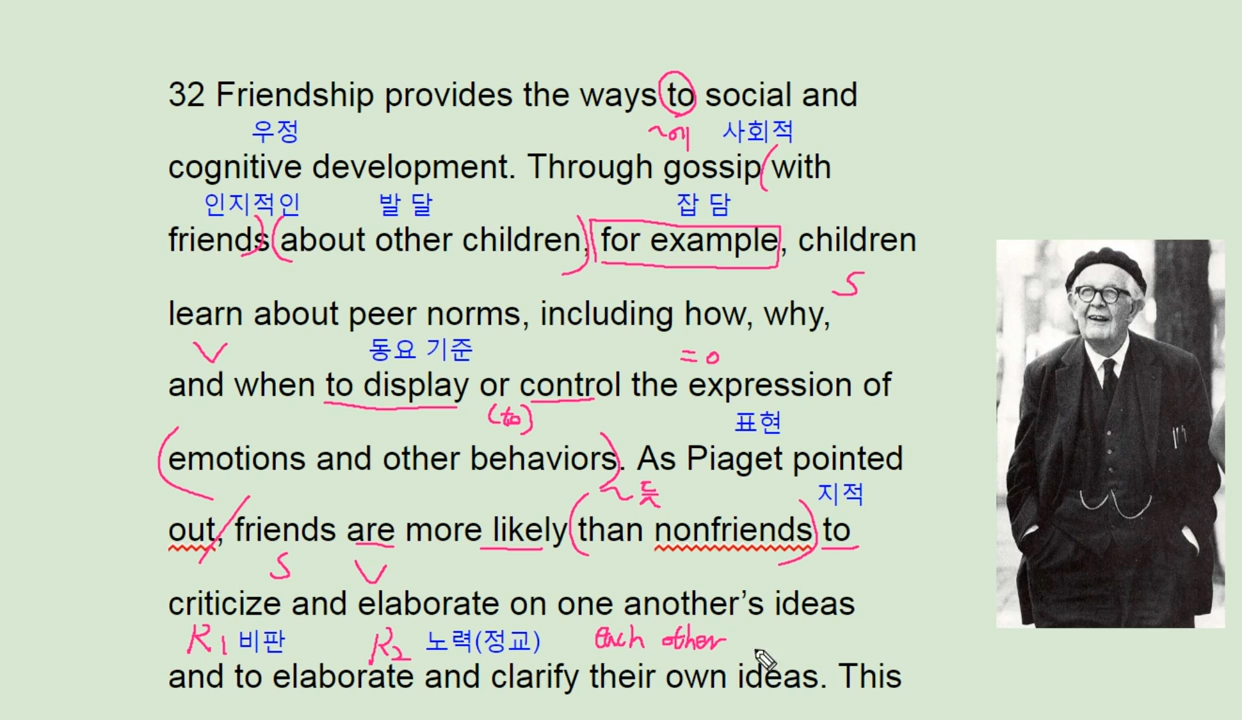 32 Friendship provides the ways to social and
우정 ~에 사회적
cognitive development. Through gossip (with
인지적인 발 달 잡 담
friends) (about other children), for example, children
S
learn about peer norms, including how, why,
V 동요 기준 = o
and when to display or control the expression of
(to) 표현
(emotions and other behaviors). As Piaget pointed
~듯 지적
out, / friends are more likely (than nonfriends) to
S V
criticize and elaborate on one another's ideas
R1 비판 R2 노력(정교) each other
and to elaborate and clarify their own ideas. This